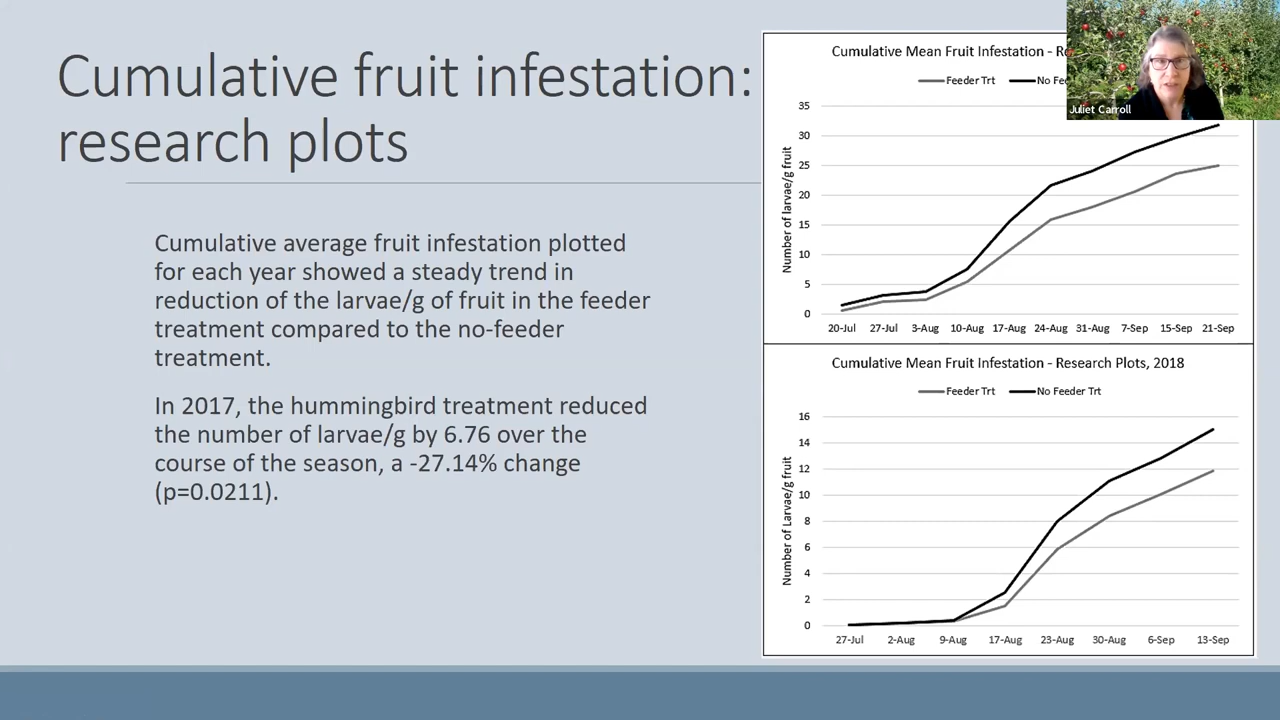 Cumulative fruit infestation:
research plots
Cumulative average fruit infestation plotted
for each year showed a steady trend in
reduction of the larvae/g of fruit in the feeder
treatment compared to the no-feeder
treatment.
In 2017, the hummingbird treatment reduced
the number of larvae/g by 6.76 over the
course of the season, a -27.14% change
(p=0.0211).
Cumulative Mean Fruit Infestation -
Feeder Trt No
Juliet Carroll
Number of larvae/g fruit
35
30
25
20
15
10
5
0
20-Jul 27-Jul 3-Aug 10-Aug 17-Aug 24-Aug 31-Aug 7-Sep 15-Sep 21-Sep
Cumulative Mean Fruit Infestation - Research Plots, 2018
Feeder Trt No Feeder Trt
Number of Larvae/g fruit
16
14
12
10
8
6
4
2
0
27-Jul 2-Aug 9-Aug 17-Aug 23-Aug 30-Aug 6-Sep 13-Sep